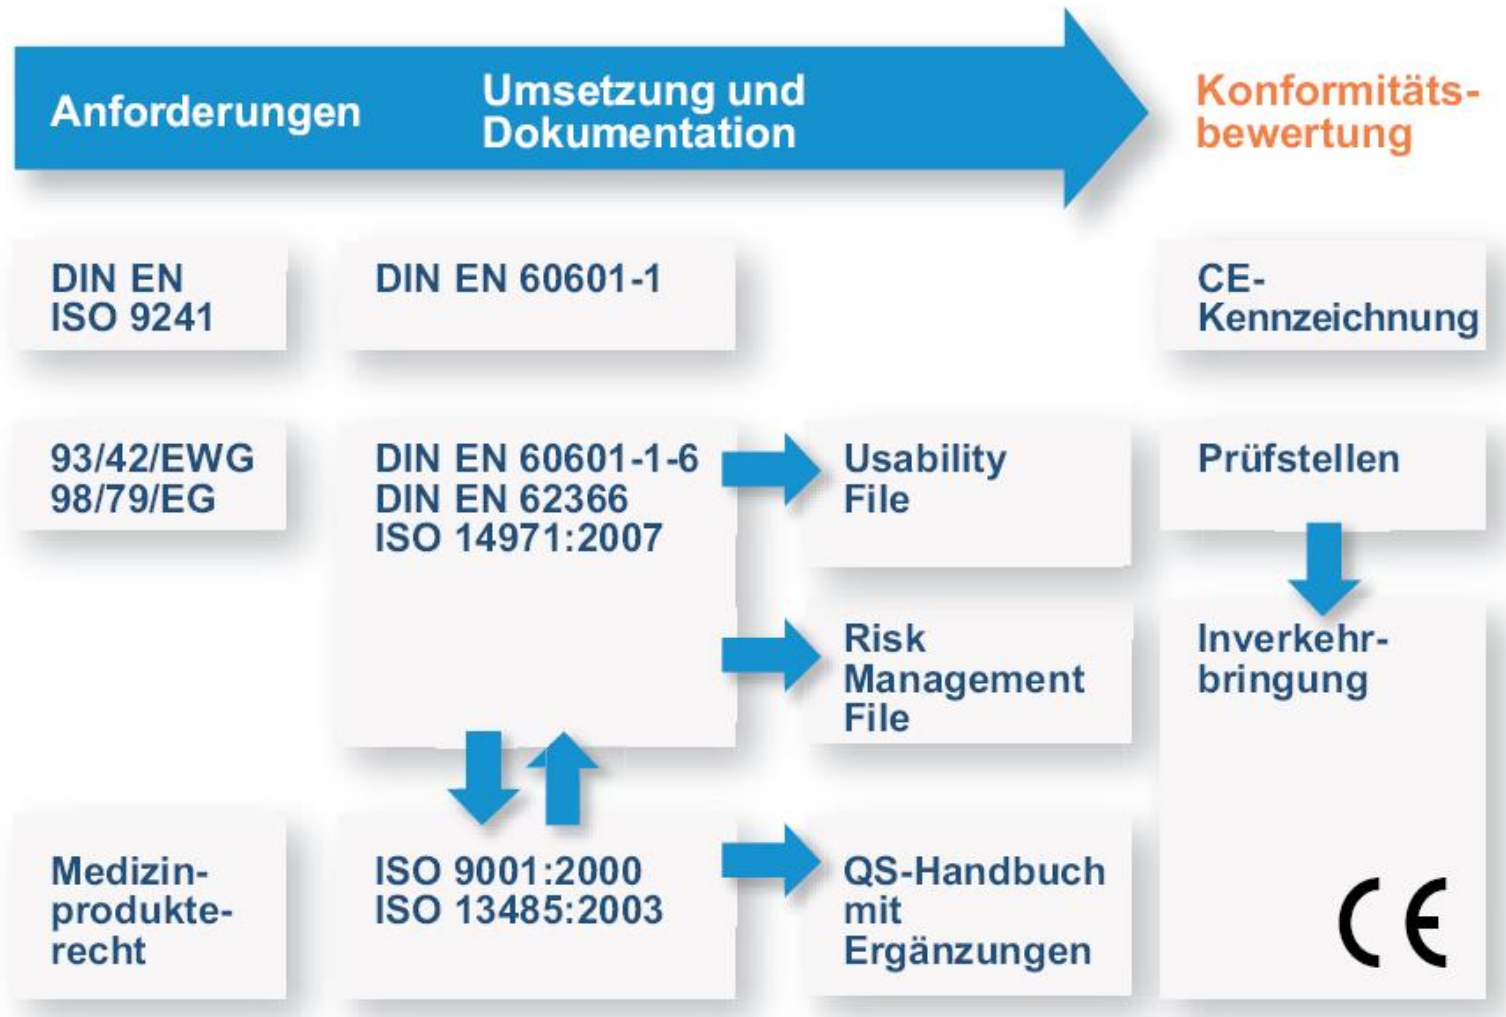 Anforderungen
Umsetzung und
Dokumentation
Konformitäts-
bewertung
DIN EN
ISO 9241
DIN EN 60601-1
CE-
Kennzeichnung
93/42/EWG
98/79/EG
DIN EN 60601-1-6
DIN EN 62366
ISO 14971:2007
Usability
File
Prüfstellen
Risk
Management
File
Inverkehr-
bringung
Medizin-
produkte-
recht
ISO 9001:2000
ISO 13485:2003
QS-Handbuch
mit
Ergänzungen
CE